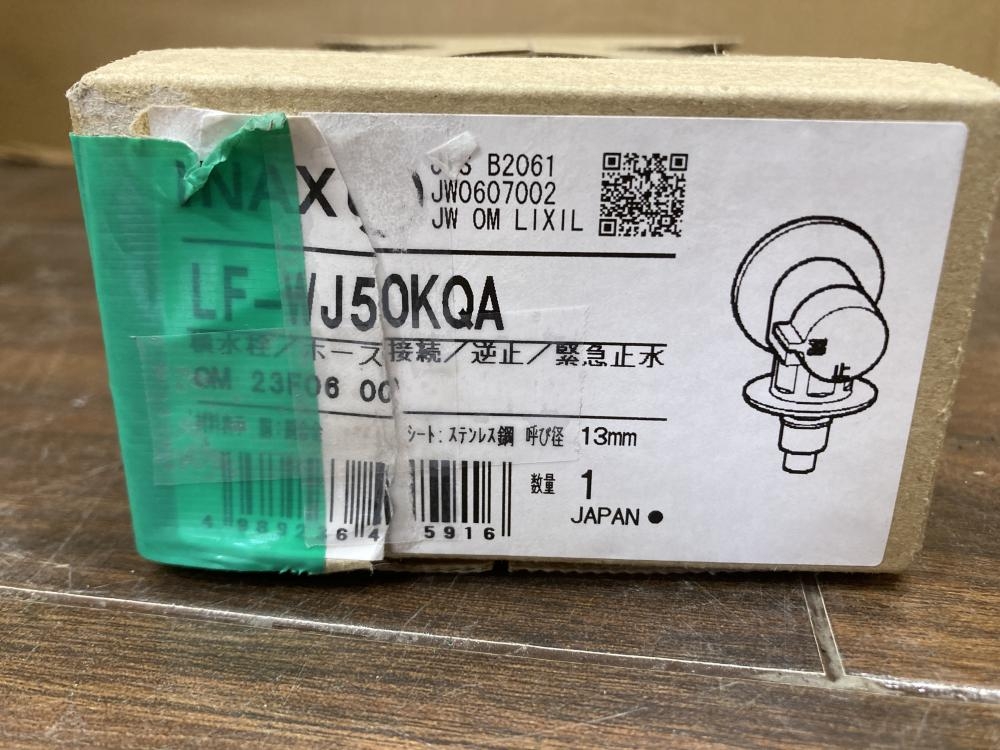 INAX
JIS B2061
JW0607002
JW OM LIXIL
LF-WJ50KQA
横水栓/ホース接続/逆止/緊急止水
OM 23F06 00
シート:ステンレス鋼 呼び径 13mm
数量 1
JAPAN ●
5916
止